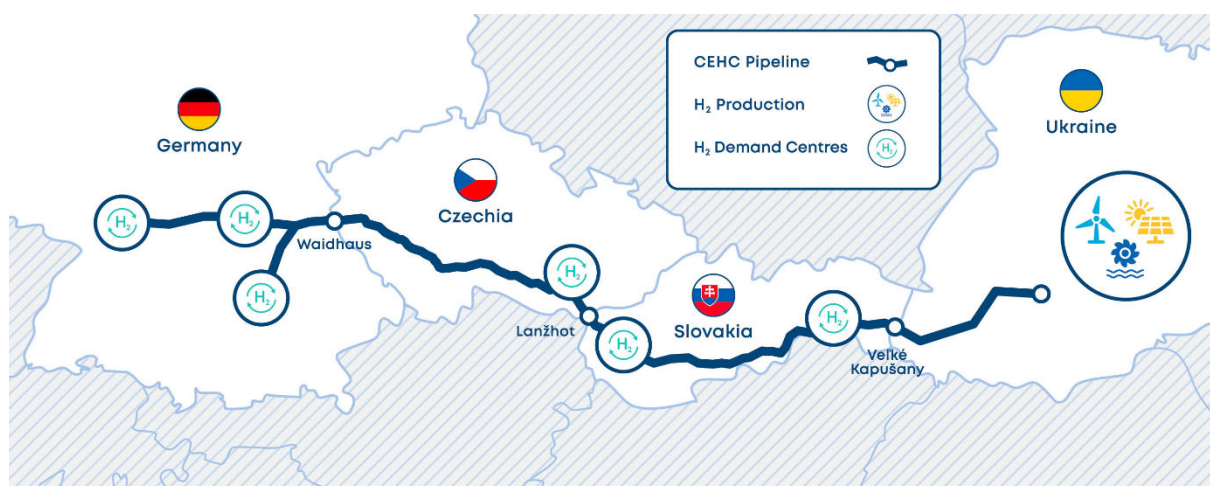 CEHC Pipeline
H₂ Production
H₂ Demand Centres
Germany
Czechia
Slovakia
Ukraine
Waidhaus
Lanžhot
Veľké
Kapušany
H₂
H₂
H₂
H₂
H₂
H₂
H₂